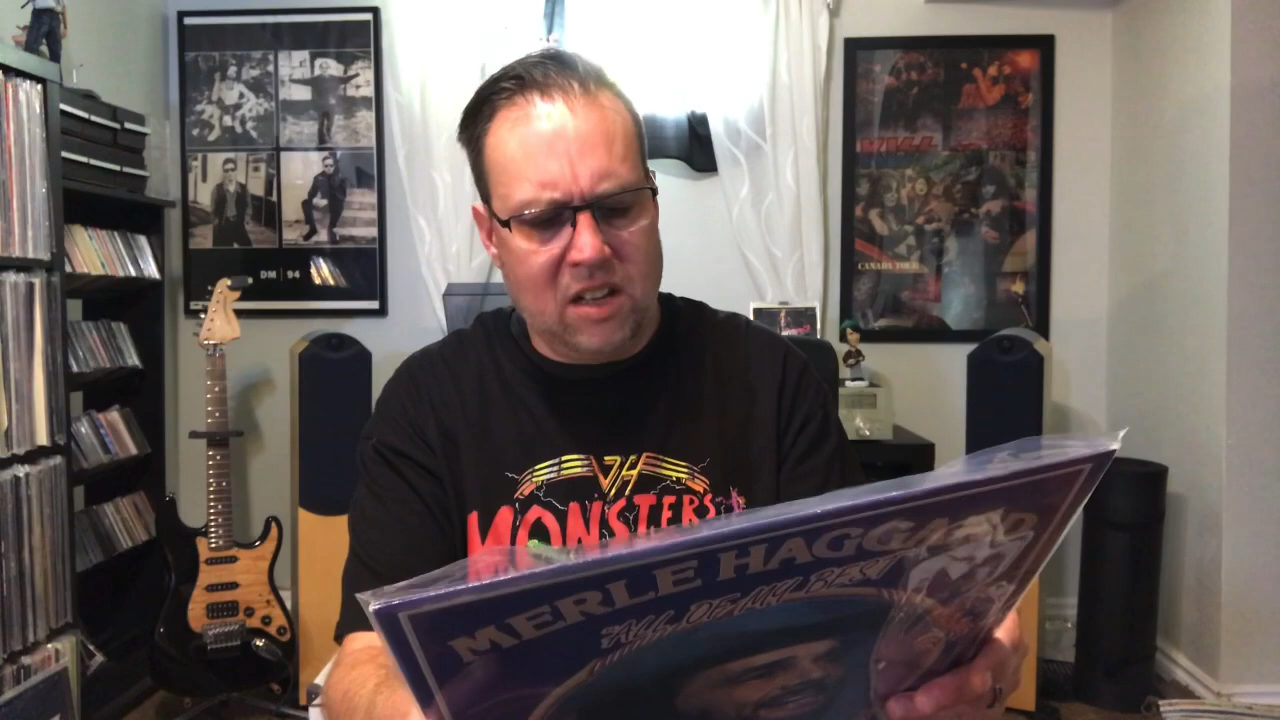 DM | 94
CANADA TOUR
VH
MONSTERS
MERLE HAGGARD
"ALL OF MY BEST"